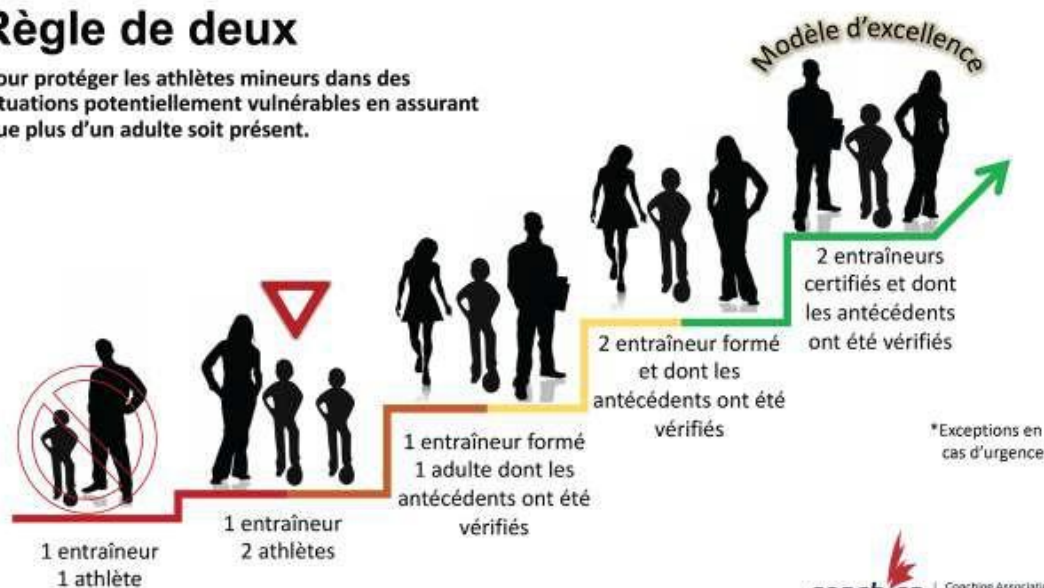 Règle de deux
our protéger les athlètes mineurs dans des
tuations potentiellement vulnérables en assurant
ue plus d'un adulte soit présent.
Modèle d'excellence
1 entraîneur
1 athlète
1 entraîneur
2 athlètes
1 entraîneur formé
1 adulte dont les
antécédents ont été
vérifiés
2 entraîneur formé
et dont les
antécédents ont été
vérifiés
2 entraîneurs
certifiés et dont
les antécédents
ont été vérifiés
*Exceptions en
cas d'urgence
Coaching Associatio